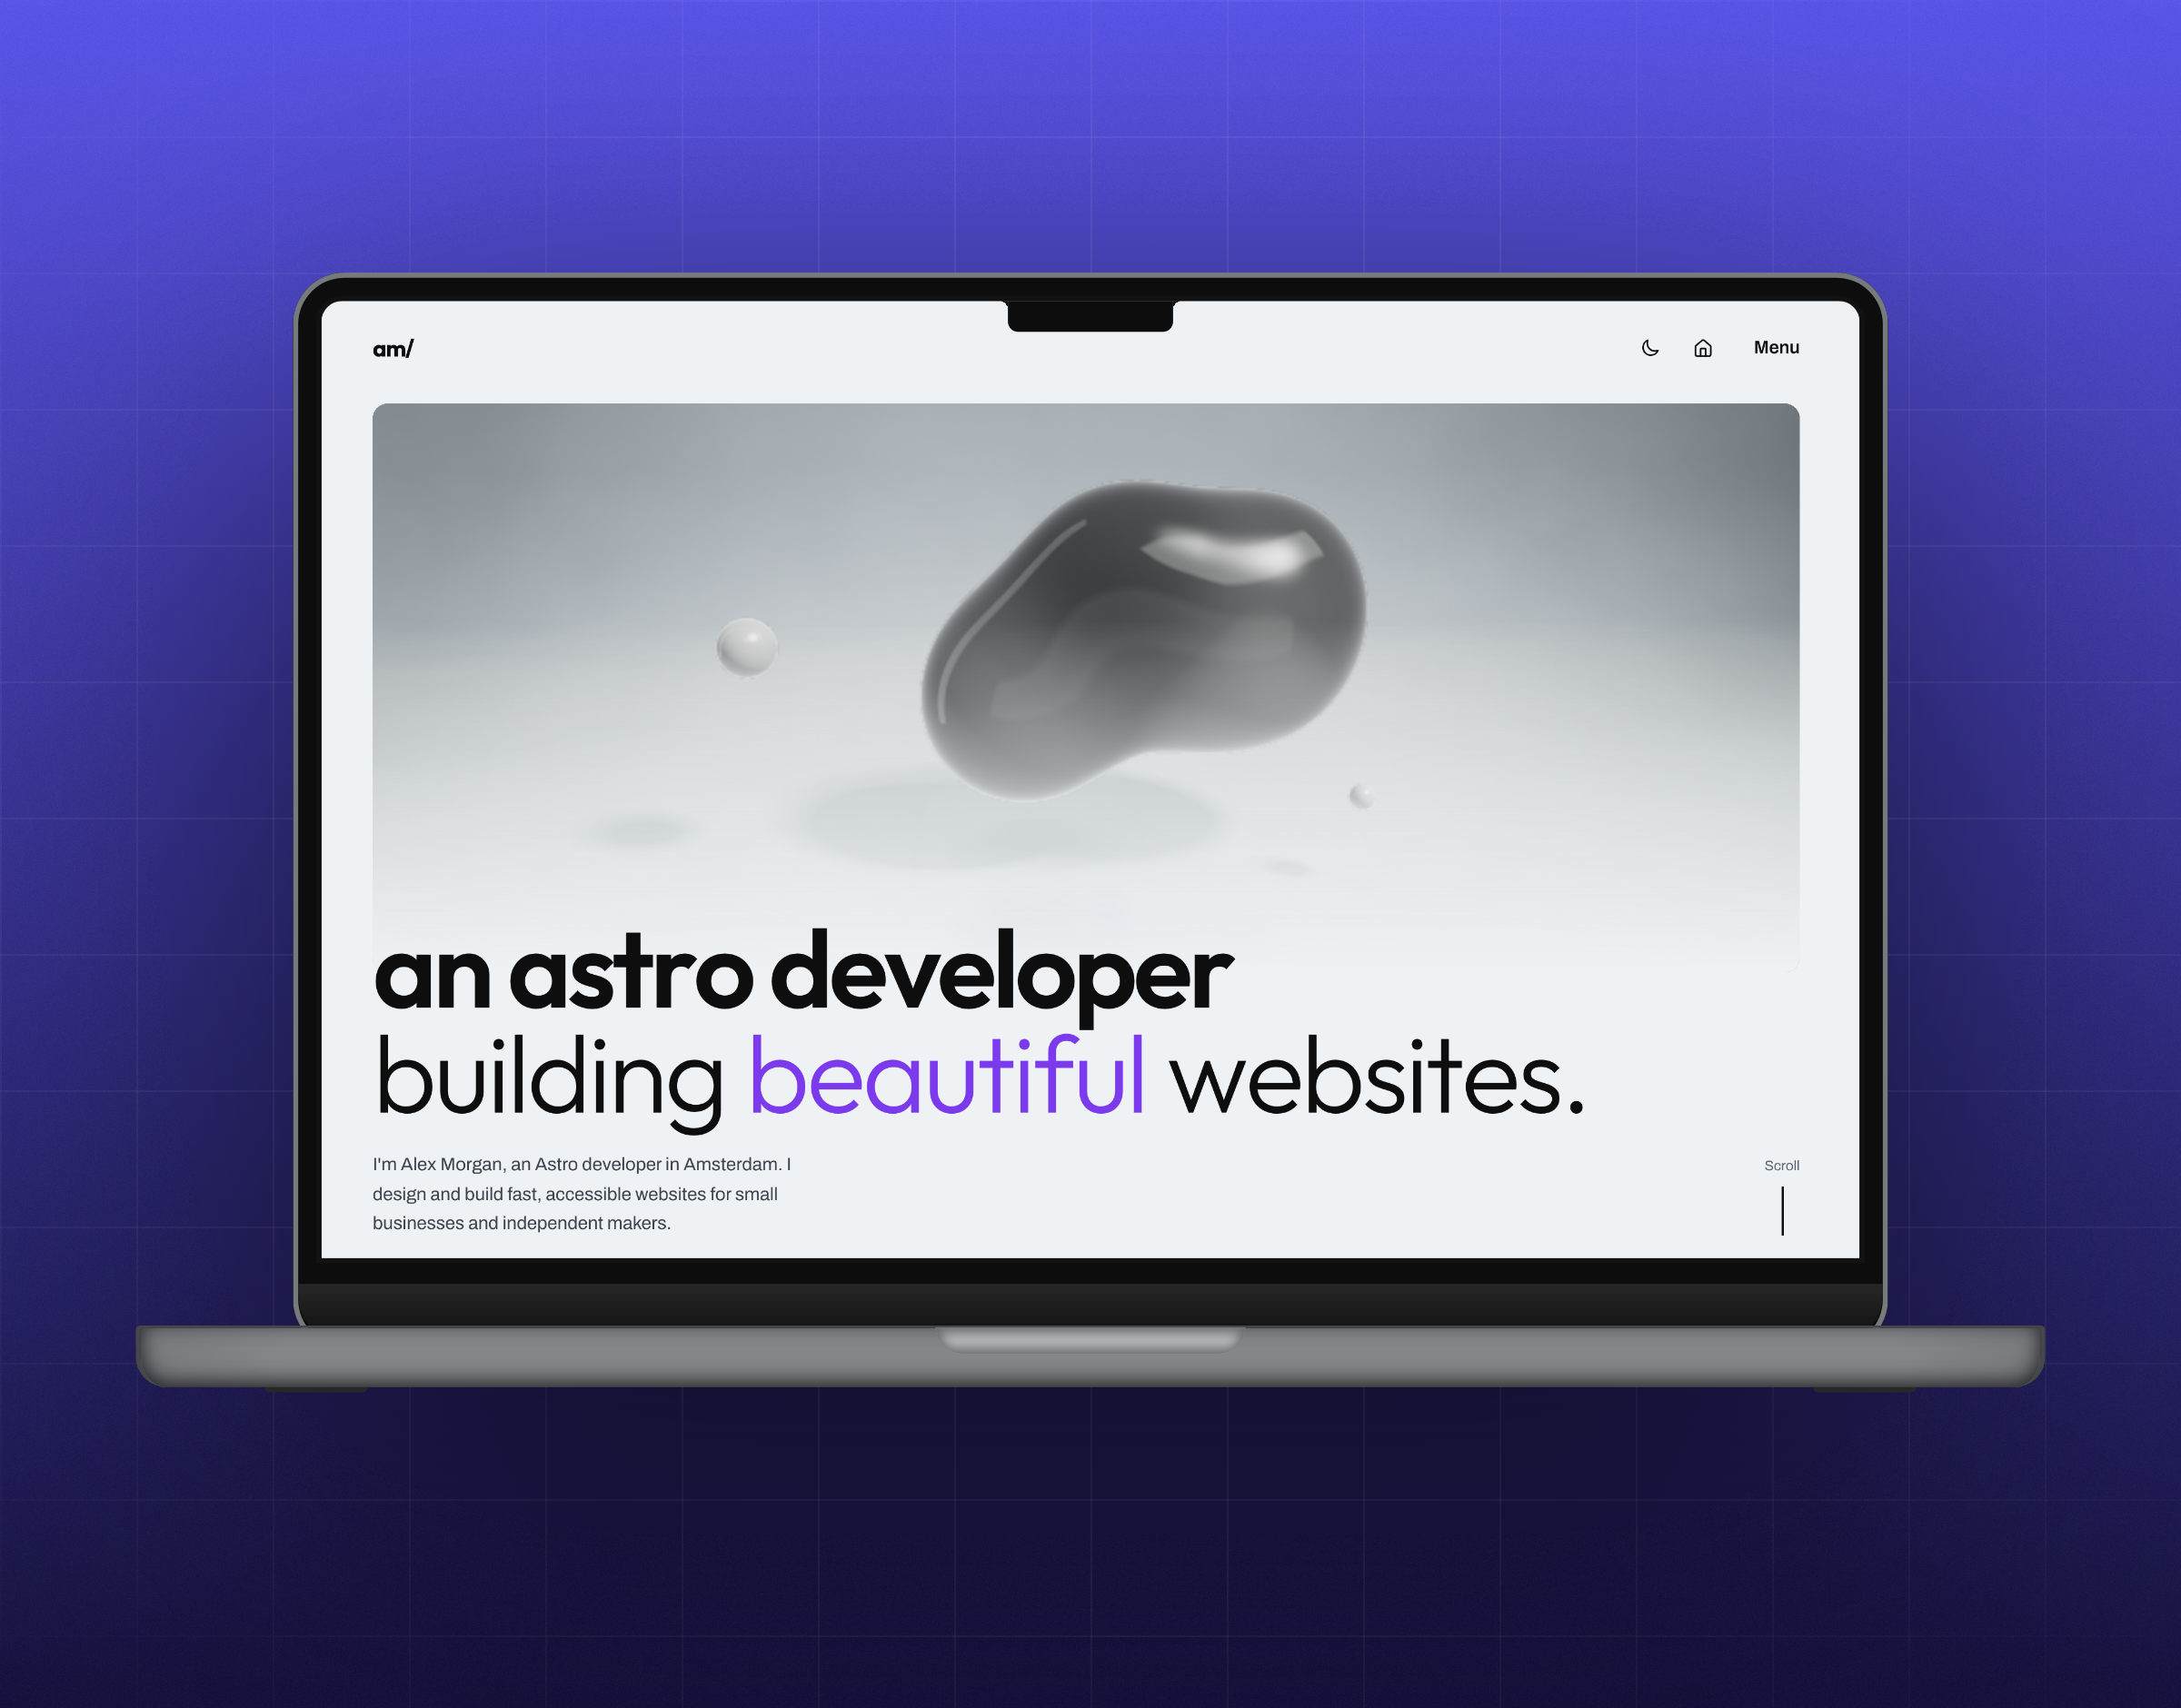 am/
Menu
an astro developer
building beautiful websites.
I'm Alex Morgan, an Astro developer in Amsterdam. I
design and build fast, accessible websites for small
businesses and independent makers.
Scroll